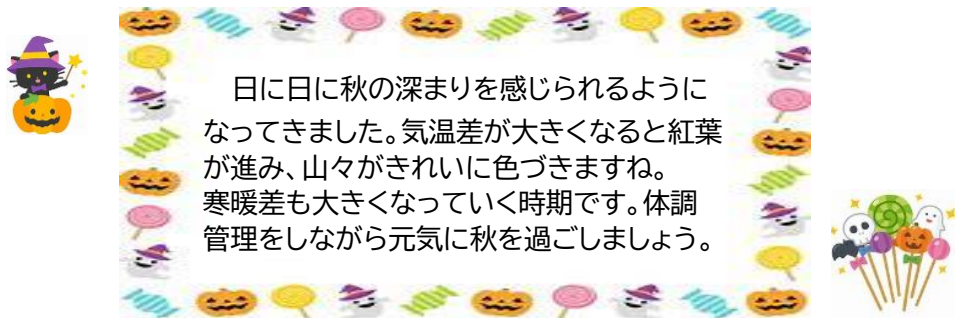 日に日に秋の深まりを感じられるように
なってきました。気温差が大きくなると紅葉
が進み、山々がきれいに色づきますね。
寒暖差も大きくなっていく時期です。体調
管理をしながら元気に秋を過ごしましょう。